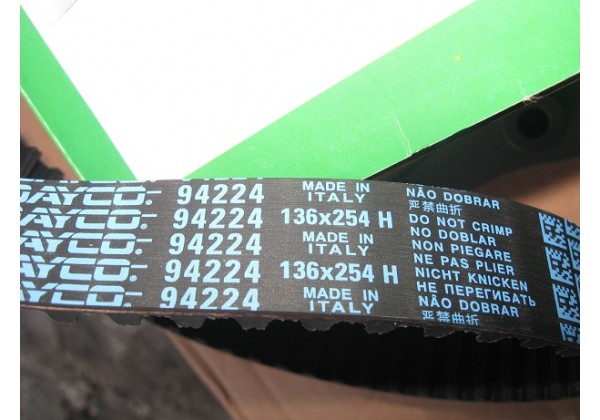 DAYCO 94224
DAYCO 94224
DAYCO 94224
DAYCO 94224
DAYCO 94224
MADE IN
ITALY
136x254 H
MADE IN
ITALY
136x254 H
MADE IN
ITALY
NÃO DOBRAR
严禁曲折
DO NOT CRIMP
NO DOBLAR
NON PIEGARE
NE PAS PLIER
NICHT KNICKEN
НЕ ПЕРЕГИБАТЬ
NÃO DOBRAR
严禁曲折